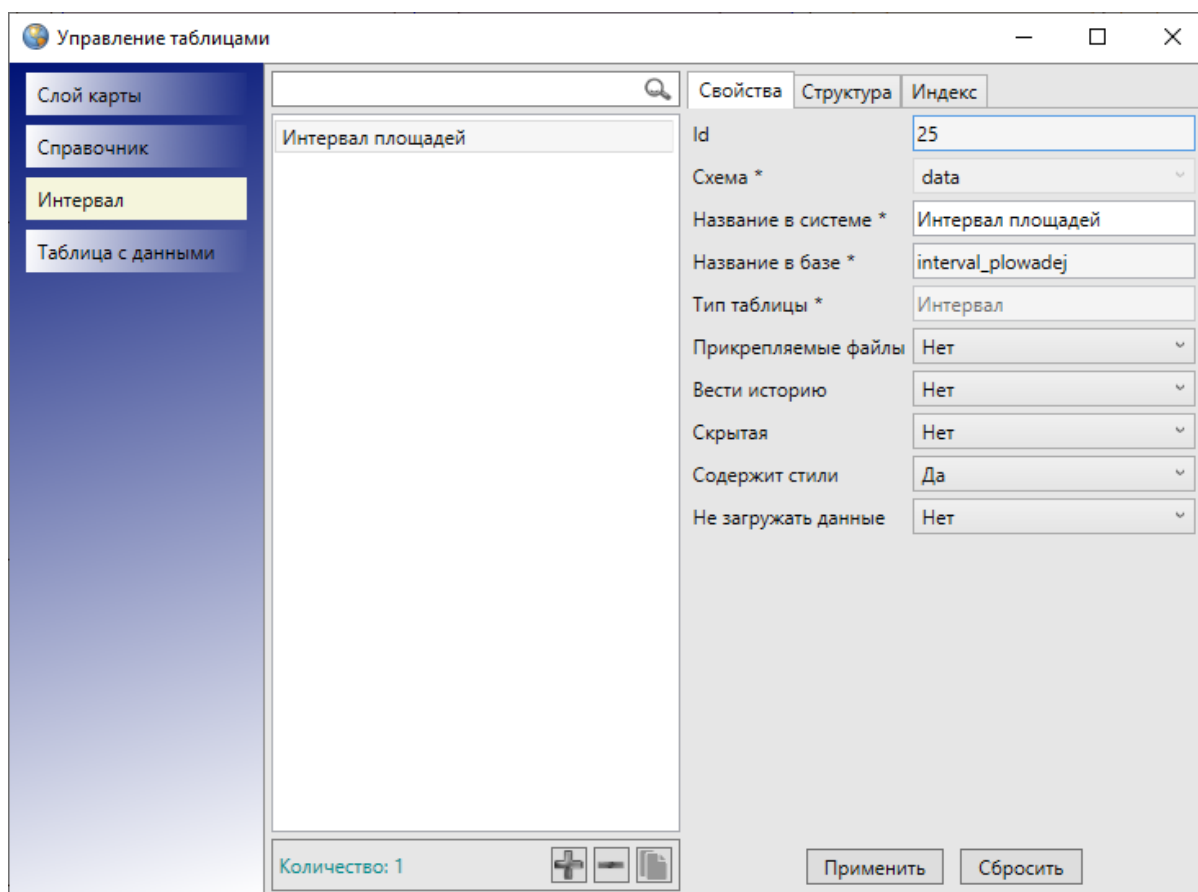 Управление таблицами
Слой карты
Справочник
Интервал
Таблица с данными
Интервал площадей
Количество: 1
Свойства Структура Индекс
Id 25
Схема * data
Название в системе * Интервал площадей
Название в базе * interval_plowadej
Тип таблицы * Интервал
Прикрепляемые файлы Нет
Вести историю Нет
Скрытая Нет
Содержит стили Да
Не загружать данные Нет
Применить Сбросить